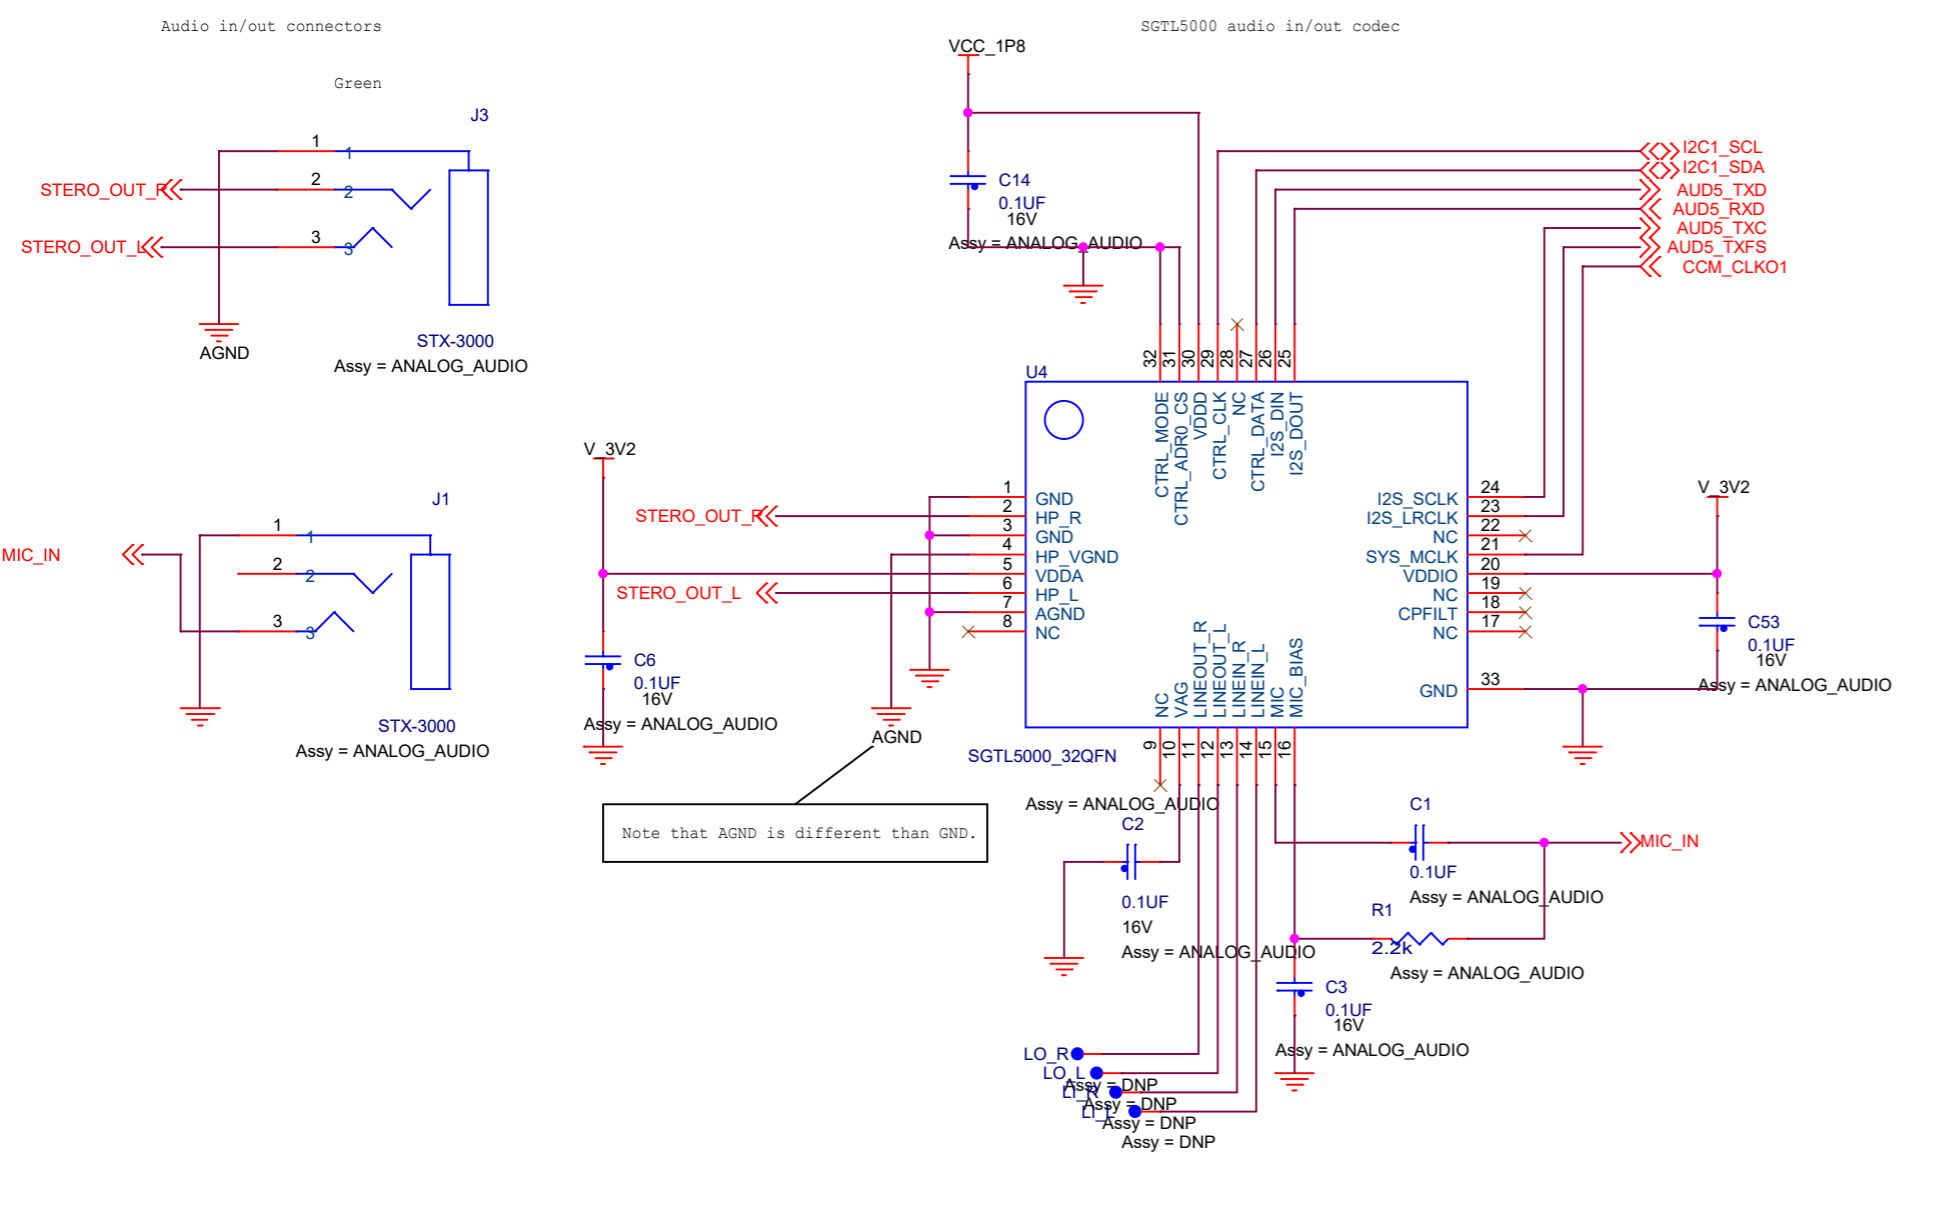 Audio in/out connectors
SGTL5000 audio in/out codec
Green
J3
1
1
STERO_OUT_R
2
2
STERO_OUT_L
3
3
AGND
STX-3000
Assy = ANALOG_AUDIO
J1
1
1
MIC_IN
2
2
3
3
STX-3000
Assy = ANALOG_AUDIO
VCC_1P8
C14
0.1UF
16V
Assy = ANALOG_AUDIO
I2C1_SCL
I2C1_SDA
AUD5_TXD
AUD5_RXD
AUD5_TXC
AUD5_TXFS
CCM_CLKO1
U4
32
31
30
29
28
27
26
25
CTRL_MODE
CTRL_ADR0_CS
VDDD
CTRL_CLK
NC
CTRL_DATA
I2S_DIN
I2S_DOUT
V_3V2
C6
0.1UF
16V
Assy = ANALOG_AUDIO
STERO_OUT_R
STERO_OUT_L
1 GND
2 HP_R
3 GND
4 HP_VGND
5 VDDA
6 HP_L
7 AGND
8 NC
AGND
Note that AGND is different than GND.
I2S_SCLK 24
I2S_LRCLK 23
NC 22
SYS_MCLK 21
VDDIO 20
NC 19
CPFILT 18
NC 17
GND 33
V_3V2
C53
0.1UF
16V
Assy = ANALOG_AUDIO
NC
VAG
LINEOUT_R
LINEOUT_L
LINEIN_R
LINEIN_L
MIC
MIC_BIAS
9
10
11
12
13
14
15
16
SGTL5000_32QFN
Assy = ANALOG_AUDIO
C2
0.1UF
16V
Assy = ANALOG_AUDIO
C1
0.1UF
Assy = ANALOG_AUDIO
MIC_IN
R1
2.2k
Assy = ANALOG_AUDIO
C3
0.1UF
16V
Assy = ANALOG_AUDIO
LO_R
LO_L
Assy = DNP
LI_R
Assy = DNP
LI_L
Assy = DNP
Assy = DNP